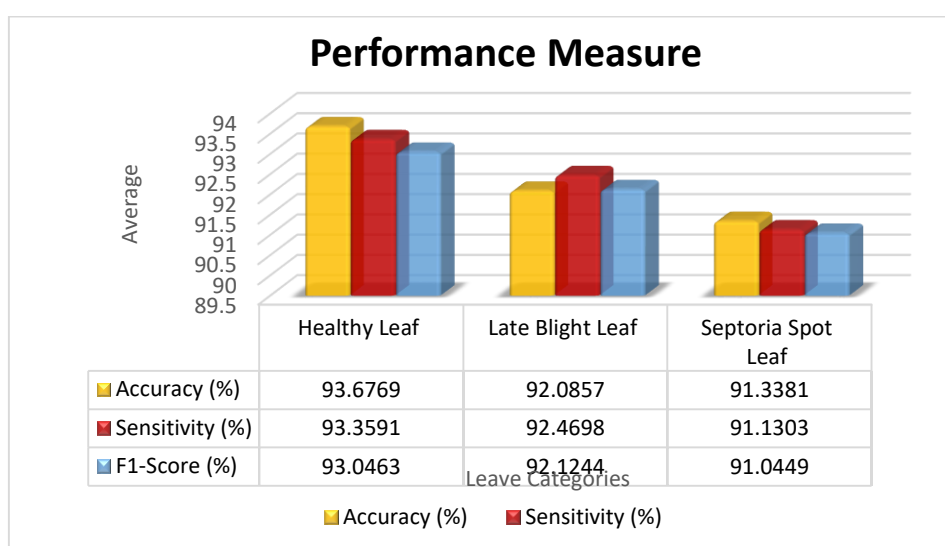 Performance Measure
Average
94
93.5
93
92.5
92
91.5
91
90.5
90
89.5
Healthy Leaf Late Blight Leaf Septoria Spot
Leaf
Accuracy (%) 93.6769 92.0857 91.3381
Sensitivity (%) 93.3591 92.4698 91.1303
F1-Score (%) 93.0463 92.1244 91.0449
Leave Categories
Accuracy (%) Sensitivity (%)